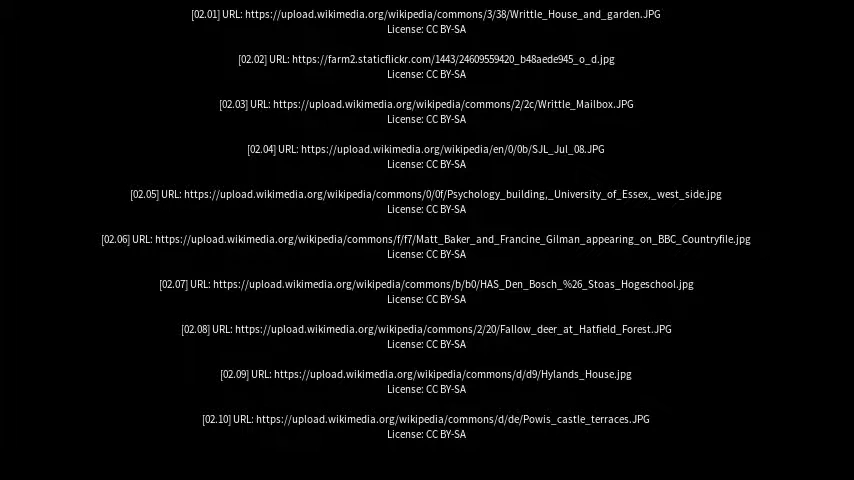 [02.01] URL: https://upload.wikimedia.org/wikipedia/commons/3/38/Writtle_House_and_garden.JPG
License: CC BY-SA
[02.02] URL: https://farm2.staticflickr.com/1443/24609559420_b48aede945_o_d.jpg
License: CC BY-SA
[02.03] URL: https://upload.wikimedia.org/wikipedia/commons/2/2c/Writtle_Mailbox.JPG
License: CC BY-SA
[02.04] URL: https://upload.wikimedia.org/wikipedia/en/0/0b/SJL_Jul_08.JPG
License: CC BY-SA
[02.05] URL: https://upload.wikimedia.org/wikipedia/commons/0/0f/Psychology_building,_University_of_Essex,_west_side.jpg
License: CC BY-SA
[02.06] URL: https://upload.wikimedia.org/wikipedia/commons/f/f7/Matt_Baker_and_Francine_Gilman_appearing_on_BBC_Countryfile.jpg
License: CC BY-SA
[02.07] URL: https://upload.wikimedia.org/wikipedia/commons/b/b0/HAS_Den_Bosch_%26_Stoas_Hogeschool.jpg
License: CC BY-SA
[02.08] URL: https://upload.wikimedia.org/wikipedia/commons/2/20/Fallow_deer_at_Hatfield_Forest.JPG
License: CC BY-SA
[02.09] URL: https://upload.wikimedia.org/wikipedia/commons/d/d9/Hylands_House.jpg
License: CC BY-SA
[02.10] URL: https://upload.wikimedia.org/wikipedia/commons/d/de/Powis_castle_terraces.JPG
License: CC BY-SA